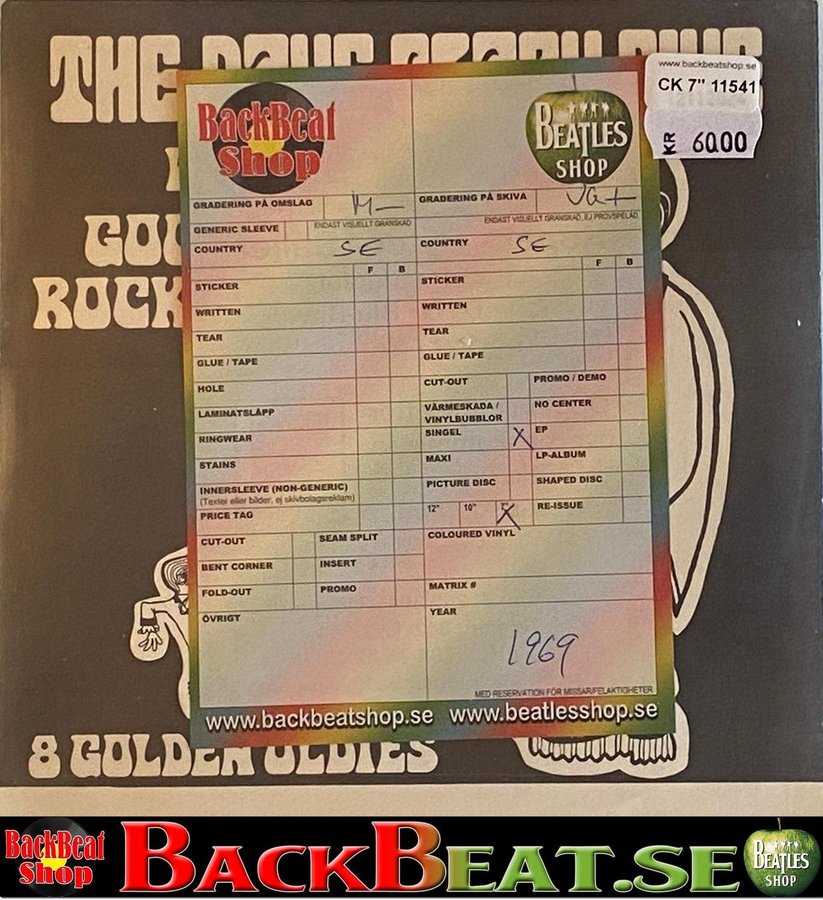 THE DAVE CLARK FIVE
GOL
ROCK
8 GOLDEN OLDIES
www.backbeatshop.se
CK 7" 11541
KR 6000
BackBeat
Shop
BEATLES
SHOP
GRADERING PÅ OMSLAG M-
ENDAST VISUELLT GRANSKAD
GENERIC SLEEVE
COUNTRY SE
F B
STICKER
WRITTEN
TEAR
GLUE / TAPE
HOLE
LAMINATSLÄPP
RINGWEAR
STAINS
INNERSLEEVE (NON-GENERIC)
(Texter eller bilder, ej skivbolagsreklam)
PRICE TAG
CUT-OUT SEAM SPLIT
BENT CORNER INSERT
FOLD-OUT PROMO
ÖVRIGT
GRADERING PÅ SKIVA VG+
ENDAST VISUELLT GRANSKAD, EJ PROVSPELAD
COUNTRY SE
F B
STICKER
WRITTEN
TEAR
GLUE / TAPE
CUT-OUT PROMO / DEMO
VÄRMESKADA / NO CENTER
VINYLBUBBLOR
SINGEL X EP
MAXI LP-ALBUM
PICTURE DISC SHAPED DISC
12" 10" X RE-ISSUE
COLOURED VINYL
MATRIX #
YEAR
1969
MED RESERVATION FÖR MISSAR/FELAKTIGHETER
www.backbeatshop.se www.beatlesshop.se
BackBeat
Shop
BACKBEAT.SE
BEATLES
SHOP